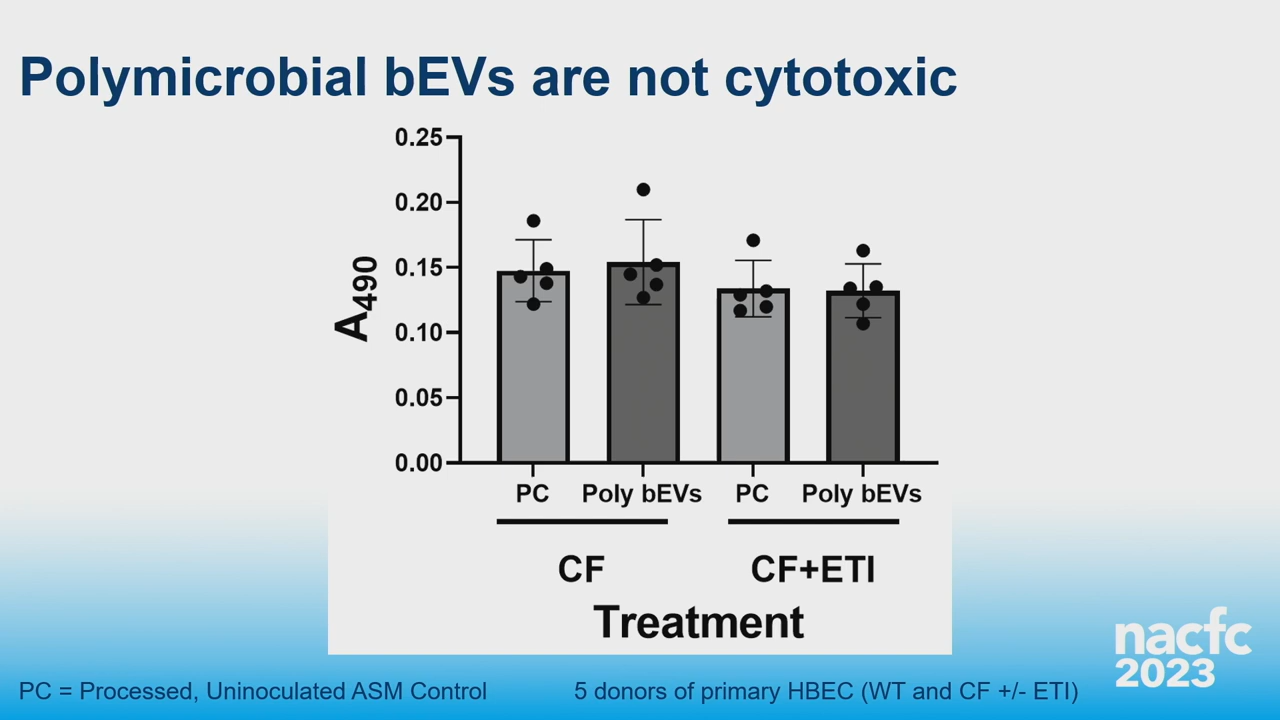 Polymicrobial bEVs are not cytotoxic
0.25
0.20
0.15
0.10
0.05
0.00
A490
PC Poly bEVs PC Poly bEVs
CF CF+ETI
Treatment
nacfc
2023
PC = Processed, Uninoculated ASM Control
5 donors of primary HBEC (WT and CF +/- ETI)